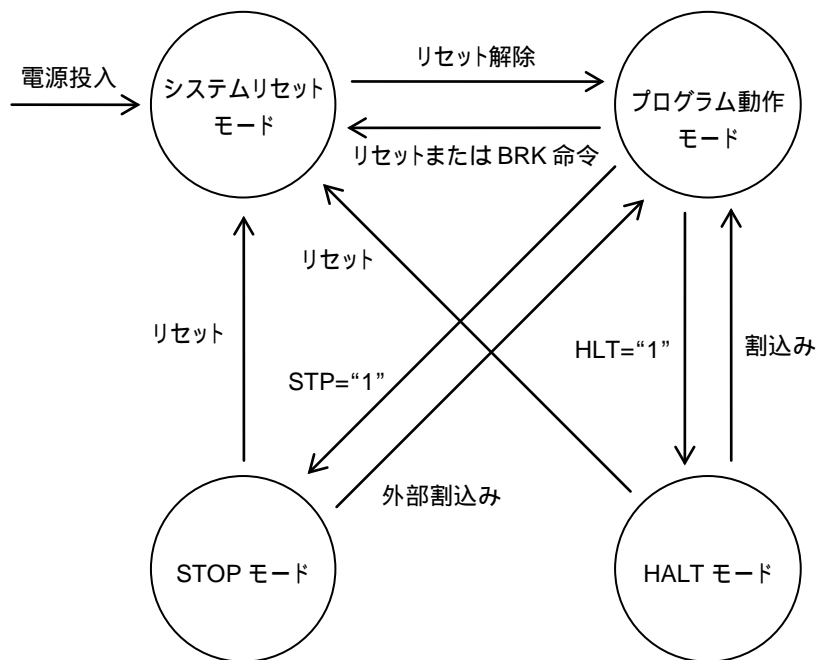 電源投入
システムリセット
モード
リセット解除
プログラム動作
モード
リセットまたは BRK 命令
リセット
リセット
STP=“1”
HLT=“1”
割込み
外部割込み
STOP モード
HALT モード